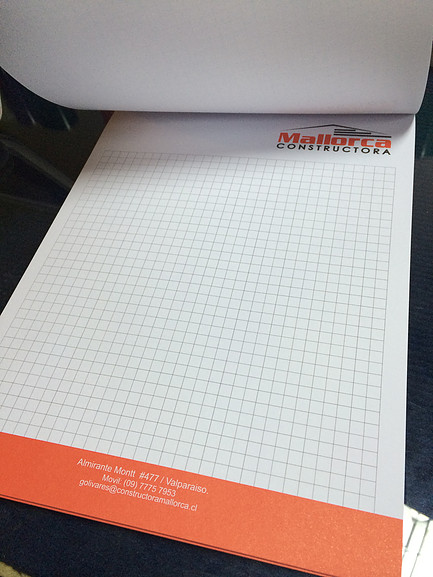 Mallorca
CONSTRUCTORA
Almirante Montt #477 / Valparaiso.
Movil: (09) 7775 7953
golivares@constructoramallorca.cl